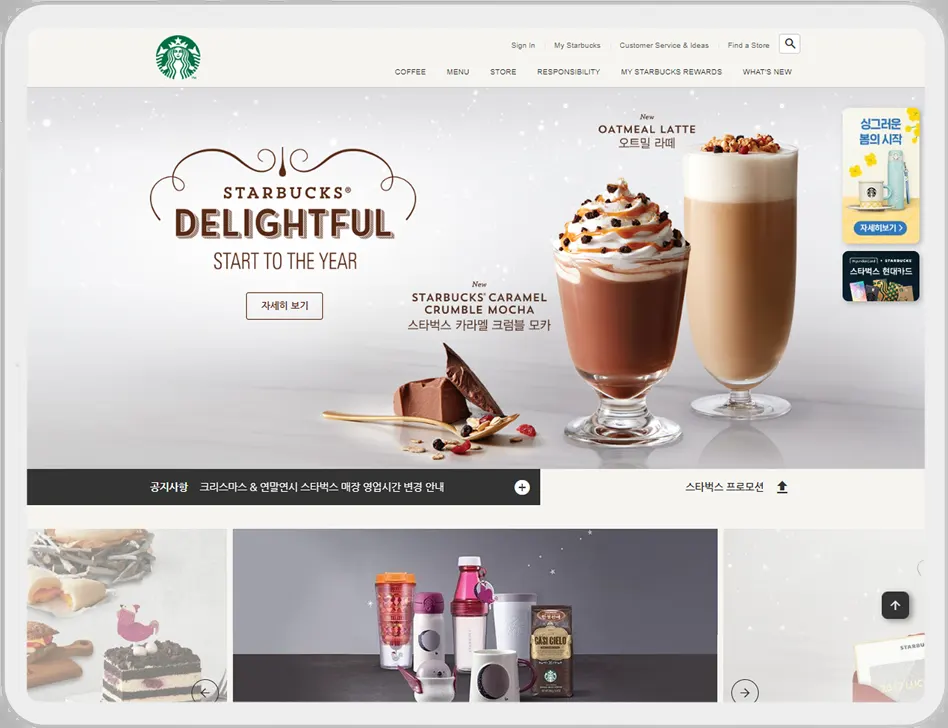 Sign In
My Starbucks
Customer Service & Ideas
Find a Store
COFFEE
MENU
STORE
RESPONSIBILITY
MY STARBUCKS REWARDS
WHAT'S NEW
STARBUCKS®
DELIGHTFUL
START TO THE YEAR
자세히 보기
New
OATMEAL LATTE
오트밀 라떼
New
STARBUCKS® CARAMEL
CRUMBLE MOCHA
스타벅스 카라멜 크럼블 모카
싱그러운
봄의 시작
자세히보기
+ STARBUCKS
스타벅스 현대카드
공지사항 크리스마스 & 연말연시 스타벅스 매장 영업시간 변경 안내
스타벅스 프로모션
CASI CIELO